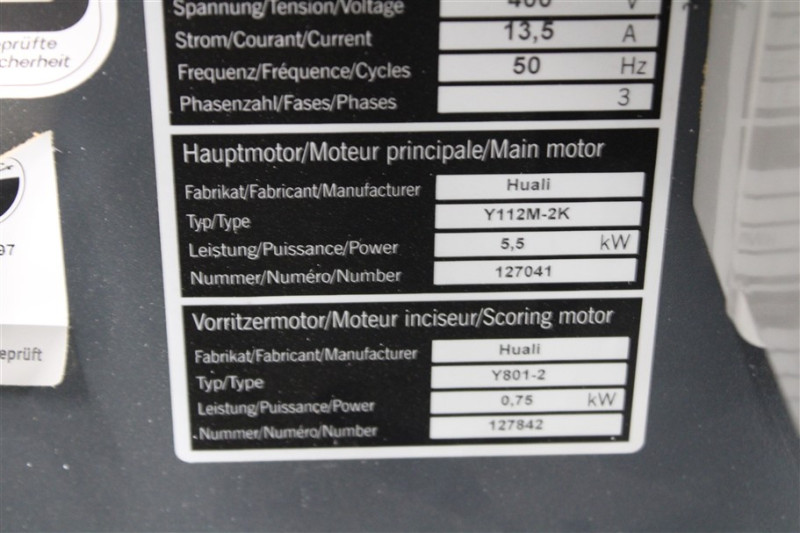 Spannung/Tension/Voltage 400 V
Strom/Courant/Current 13,5 A
Frequenz/Fréquence/Cycles 50 Hz
Phasenzahl/Fases/Phases 3
Hauptmotor/Moteur principale/Main motor
Fabrikat/Fabricant/Manufacturer Huali
Typ/Type Y112M-2K
Leistung/Puissance/Power 5,5 kW
Nummer/Numéro/Number 127041
Vorritzermotor/Moteur inciseur/Scoring motor
Fabrikat/Fabricant/Manufacturer Huali
Typ/Type Y801-2
Leistung/Puissance/Power 0,75 kW
Nummer/Numéro/Number 127842
prüfte
cherheit
97
eprüft